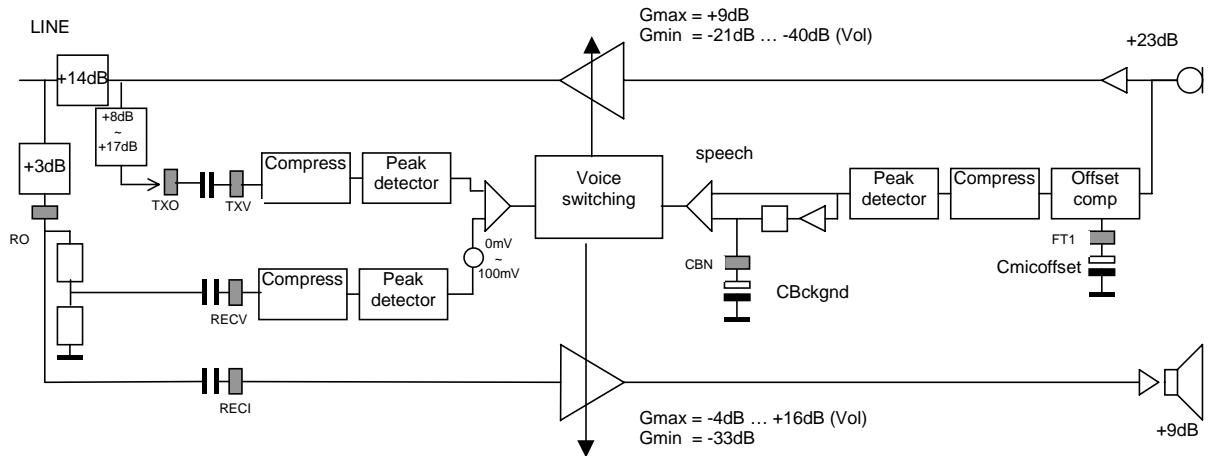 LINE
Gmax = +9dB
Gmin = -21dB … -40dB (Vol)
+23dB
+14dB
+8dB
~
+17dB
+3dB
speech
Compress
Peak
detector
Voice
switching
Peak
detector
Compress
Offset
comp
TXO
TXV
RO
0mV
~
100mV
FT1
CBN
Cmicoffset
CBckgnd
Compress
Peak
detector
RECV
RECI
Gmax = -4dB … +16dB (Vol)
Gmin = -33dB
+9dB